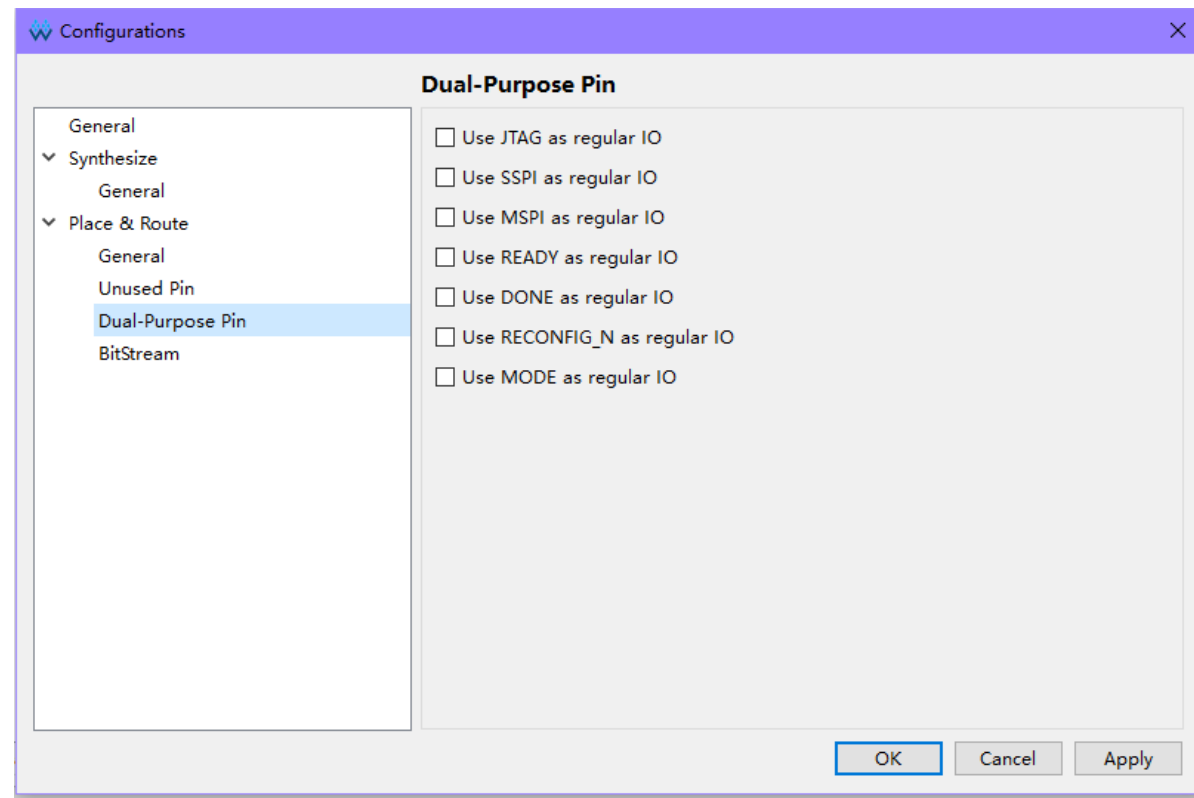 Configurations
Dual-Purpose Pin
General
Synthesize
General
Place & Route
General
Unused Pin
Dual-Purpose Pin
BitStream
Use JTAG as regular IO
Use SSPI as regular IO
Use MSPI as regular IO
Use READY as regular IO
Use DONE as regular IO
Use RECONFIG_N as regular IO
Use MODE as regular IO
OK Cancel Apply